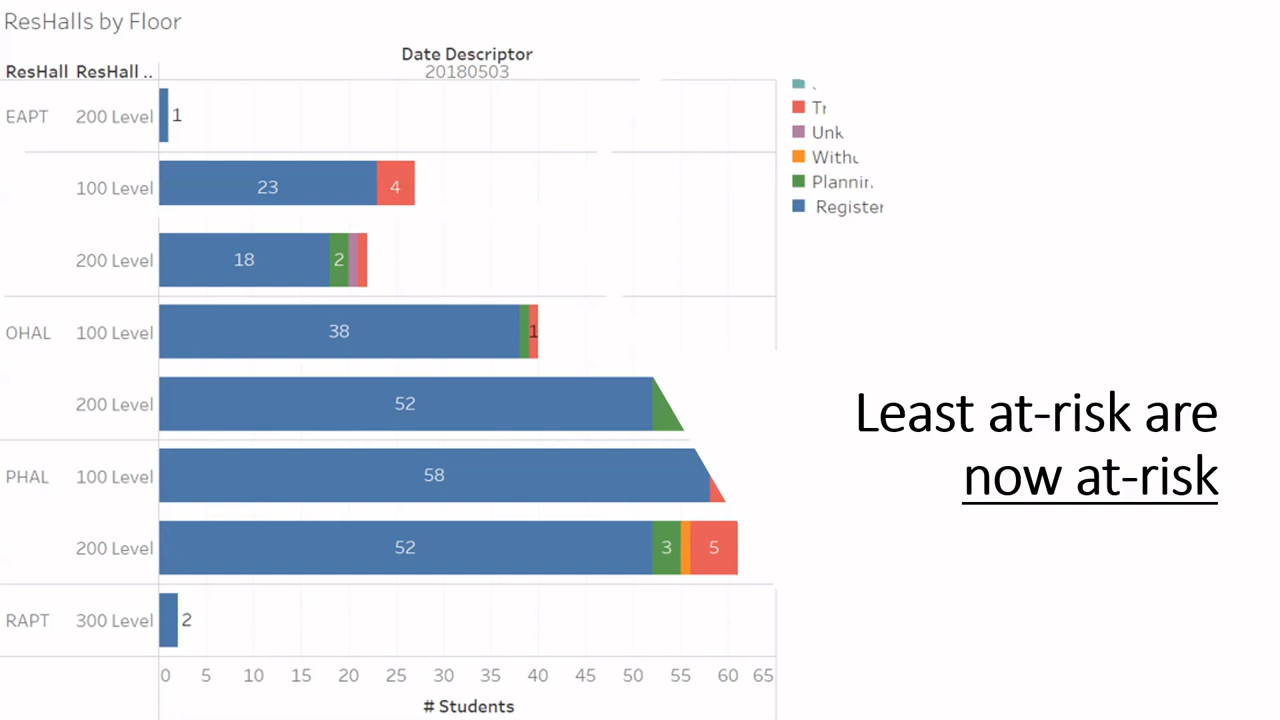 ResHalls by Floor
Date Descriptor
ResHall ResHall .. 20180503
EAPT 200 Level 1
100 Level 23 4
200 Level 18 2
OHAL 100 Level 38 1
200 Level 52
PHAL 100 Level 58
200 Level 52 3 5
RAPT 300 Level 2
0 5 10 15 20 25 30 35 40 45 50 55 60 65
# Students
Tr
Unk
Plannin.
Register
Least at-risk are
now at-risk